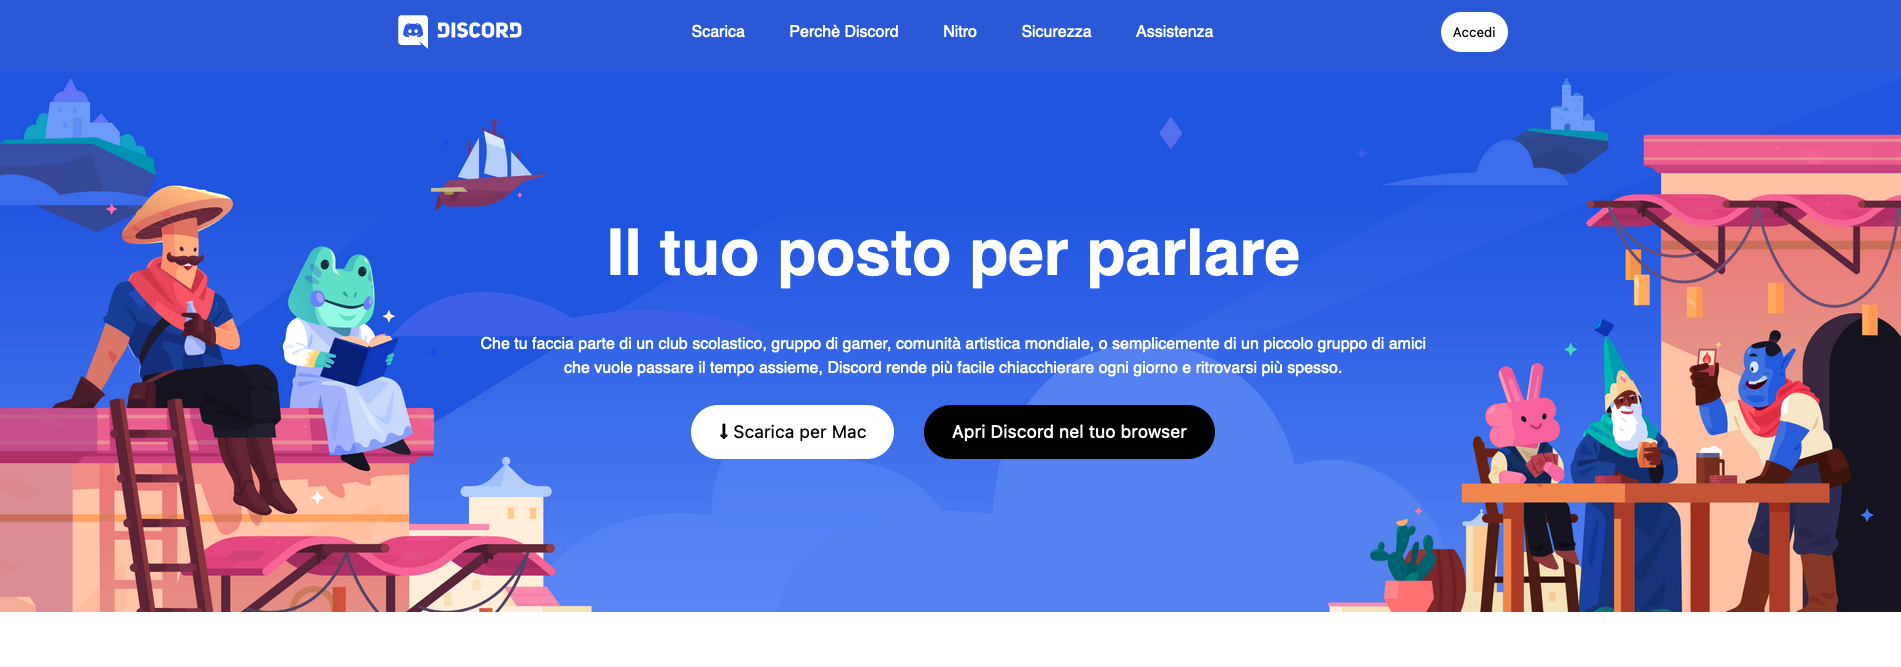 DISCORD
Scarica
Perchè Discord
Nitro
Sicurezza
Assistenza
Accedi
Il tuo posto per parlare
Che tu faccia parte di un club scolastico, gruppo di gamer, comunità artistica mondiale, o semplicemente di un piccolo gruppo di amici
che vuole passare il tempo assieme, Discord rende più facile chiacchierare ogni giorno e ritrovarsi più spesso.
Scarica per Mac
Apri Discord nel tuo browser